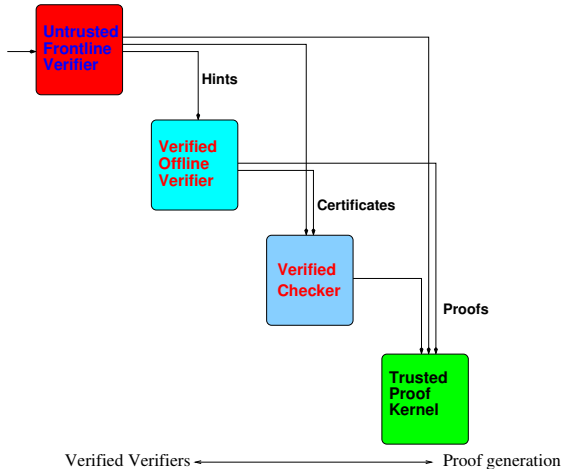 Untrusted
Frontline
Verifier
Hints
Verified
Offline
Verifier
Certificates
Verified
Checker
Proofs
Trusted
Proof
Kernel
Verified Verifiers
Proof generation